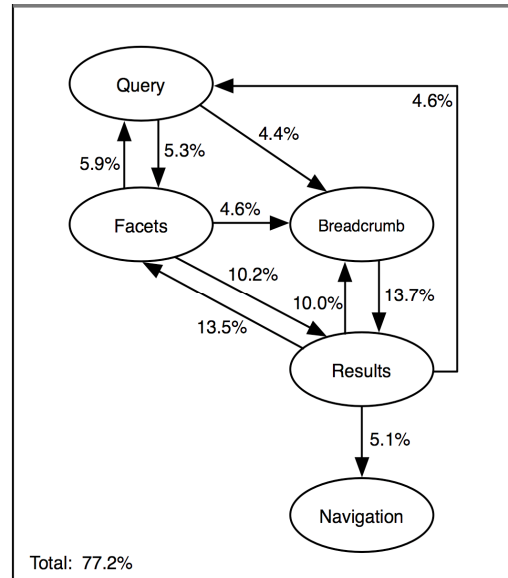 Query
4.6%
4.4%
5.3%
5.9%
4.6%
Facets
Breadcrumb
10.2%
10.0%
13.7%
13.5%
Results
5.1%
Navigation
Total: 77.2%